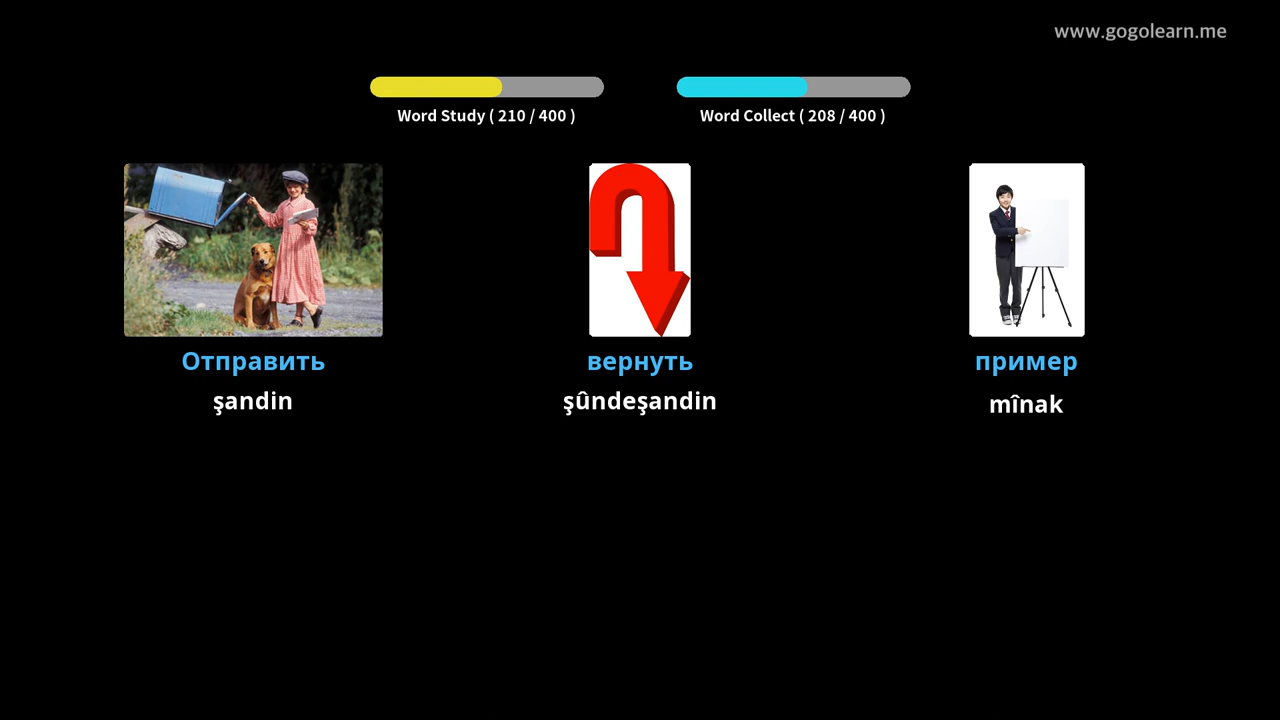 www.gogolearn.me
Word Study ( 210 / 400 )
Word Collect ( 208 / 400 )
Отправить
şandin
вернуть
şûndeşandin
пример
mînak